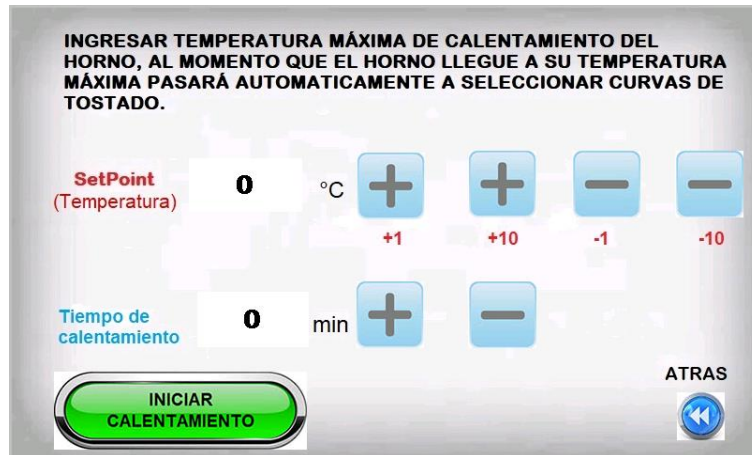 INGRESAR TEMPERATURA MÁXIMA DE CALENTAMIENTO DEL
HORNO, AL MOMENTO QUE EL HORNO LLEGUE A SU TEMPERATURA
MÁXIMA PASARÁ AUTOMATICAMENTE A SELECCIONAR CURVAS DE
TOSTADO.
SetPoint
(Temperatura)
0
°C
+1
+10
-1
-10
Tiempo de
calentamiento
0
min
INICIAR
CALENTAMIENTO
ATRAS